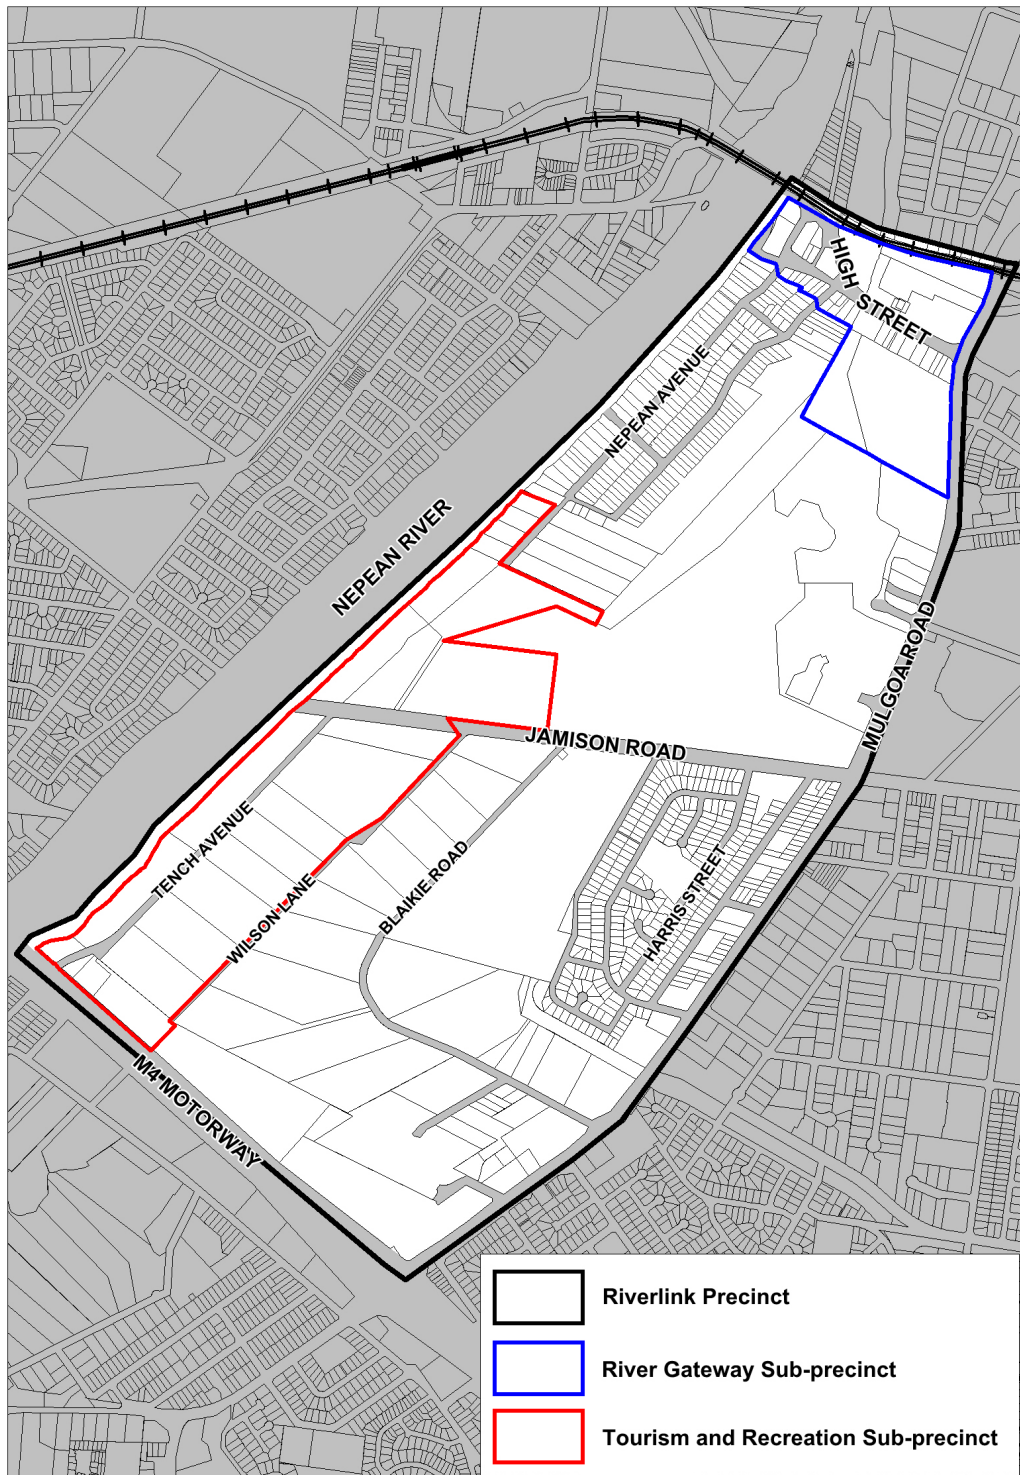 HIGH
STREET
NEPEAN AVENUE
NEPEAN RIVER
MULGOA ROAD
JAMISON ROAD
TENCH AVENUE
WILSON LANE
BLAIKIE ROAD
HARRIS STREET
M4 MOTORWAY
Riverlink Precinct
River Gateway Sub-precinct
Tourism and Recreation Sub-precinct